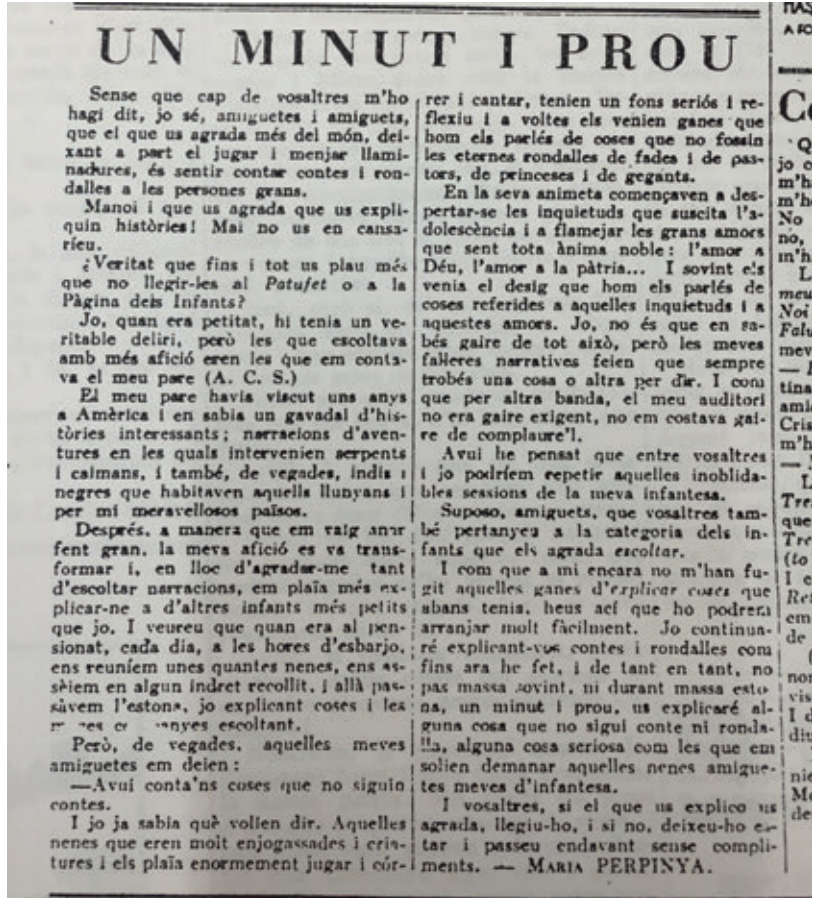 UN MINUT I PROU
Sense que cap de vosaltres m'ho
hagi dit, jo sé, amiguetes i amiguets,
que el que us agrada més del món, dei-
xant a part el jugar i menjar llami-
nadures, és sentir contar contes i ron-
dalles a les persones grans.
Manoi i que us agrada que us expli-
quin històries! Mai no us en cansa-
ríeu.
¿Veritat que fins i tot us plau més
que no llegir-les al Patufet o a la
Pàgina dels Infants?
Jo, quan era petitat, hi tenia un ve-
ritable deliri, però les que escoltava
amb més afició eren les que em conta-
va el meu pare (A. C. S.)
El meu pare havia viscut uns anys
a Amèrica i en sabia un gavadal d'his-
tòries interessants; narracions d'aven-
tures en les quals intervenien serpents
i caimans, i també, de vegades, indis i
negres que habitaven aquells llunyans i
per mi meravellosos països.
Després, a manera que em vaig anar
fent gran, la meva afició es va trans-
formar i, en lloc d'agradar-me tant
d'escoltar narracions, em plaïa més ex-
plicar-ne a d'altres infants més petits
que jo. I veureu que quan era al pen-
sionat, cada dia, a les hores d'esbarjo,
ens reuníem unes quantes nenes, ens as-
sèiem en algun indret recollit, i allà pas-
sàvem l'estona, jo explicant coses i les
escoltant.
Però, de vegades, aquelles meves
amiguetes em deien:
—Avui conta'ns coses que no siguin
contes.
I jo ja sabia què volien dir. Aquelles
nenes que eren molt enjogassades i cria-
tures i els plaïa enormement jugar i cór-
rer i cantar, tenien un fons seriós i re-
flexiu i a voltes els venien ganes que
hom els parlés de coses que no fossin
les eternes rondalles de fades i de pas-
tors, de princeses i de gegants.
En la seva animeta començaven a des-
pertar-se les inquietuds que suscita l'a-
dolescència i a flamejar les grans amors
que sent tota ànima noble: l'amor a
Déu, l'amor a la pàtria... I sovint els
venia el desig que hom els parlés de
coses referides a aquelles inquietuds i a
aquestes amors. Jo, no és que en sa-
bés gaire de tot això, però les meves
fal·leres narratives feien que sempre
trobés una cosa o altra per dir. I com
que per altra banda, el meu auditori
no era gaire exigent, no em costava gai-
re de complaure'l.
Avui he pensat que entre vosaltres
i jo podríem repetir aquelles inoblida-
bles sessions de la meva infantesa.
Suposo, amiguets, que vosaltres tam-
bé pertanyeu a la categoria dels in-
fants que els agrada escoltar.
I com que a mi encara no m'han fu-
git aquelles ganes d'explicar coses que
abans tenia, heus ací que ho podrem
arranjar molt fàcilment. Jo continua-
ré explicant-vos contes i rondalles com
fins ara he fet, i de tant en tant, no
pas massa sovint, ni durant massa esto-
na, un minut i prou, us explicaré al-
guna cosa que no sigui conte ni ronda-
lla, alguna cosa seriosa com les que em
solien demanar aquelles nenes amigue-
tes meves d'infantesa.
I vosaltres, si el que us explico us
agrada, llegiu-ho, i si no, deixeu-ho es-
tar i passeu endavant sense compli-
ments. — MARIA PERPINYA.